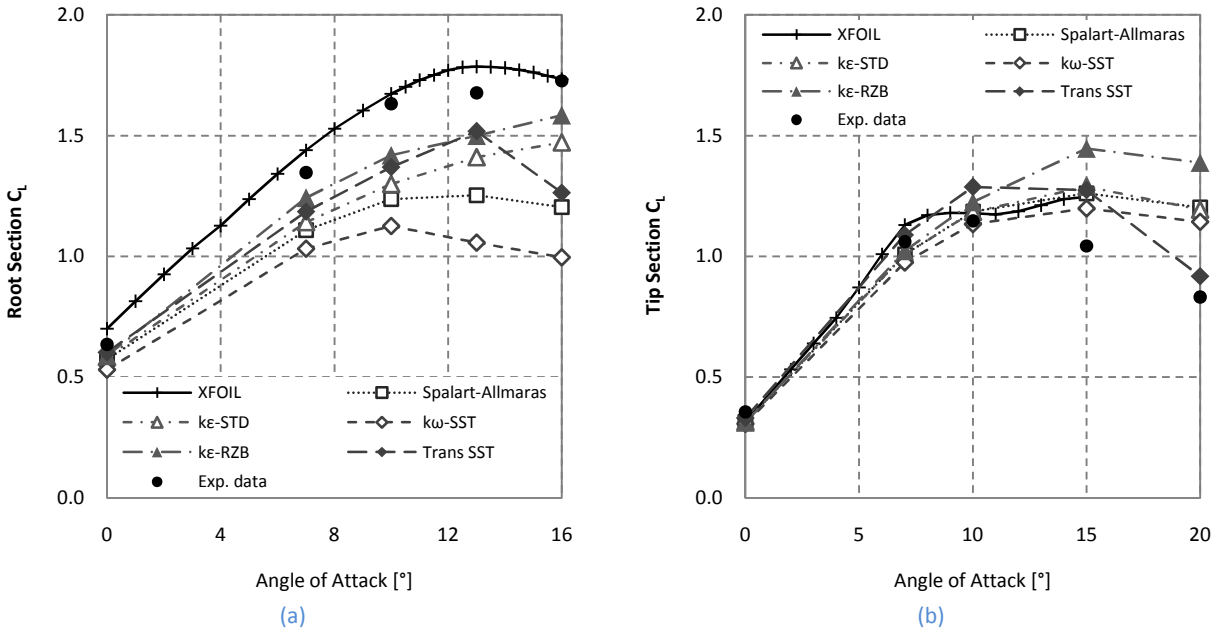 2.0
1.5
1.0
0.5
0.0
Root Section CL
XFOIL
Spalart-Allmaras
kε-STD
kω-SST
kε-RZB
Trans SST
Exp. data
0 4 8 12 16
Angle of Attack [°]
(a)
2.0
1.5
1.0
0.5
0.0
Tip Section CL
XFOIL
Spalart-Allmaras
kε-STD
kω-SST
kε-RZB
Trans SST
Exp. data
0 5 10 15 20
Angle of Attack [°]
(b)